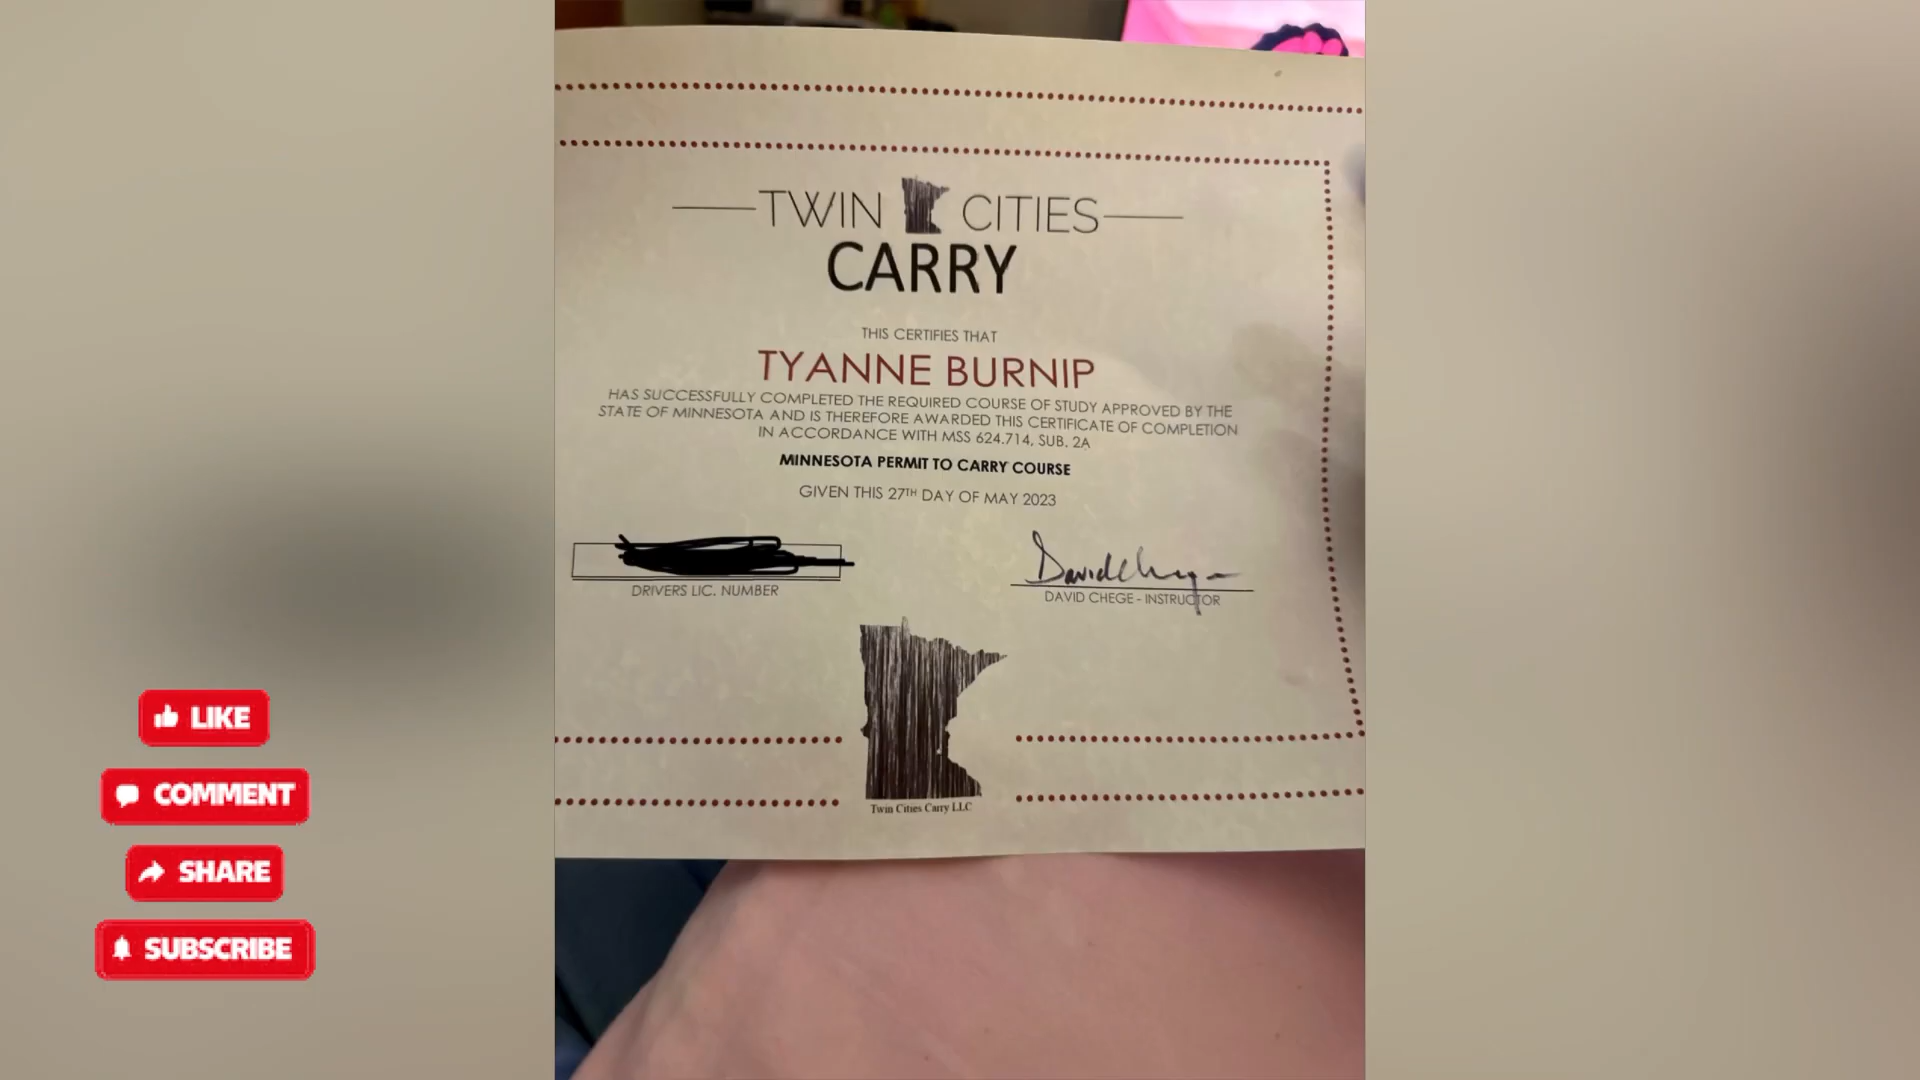 TWIN CITIES
CARRY
THIS CERTIFIES THAT
TYANNE BURNIP
HAS SUCCESSFULLY COMPLETED THE REQUIRED COURSE OF STUDY APPROVED BY THE
STATE OF MINNESOTA AND IS THEREFORE AWARDED THIS CERTIFICATE OF COMPLETION
IN ACCORDANCE WITH MSS 624.714, SUB. 2A
MINNESOTA PERMIT TO CARRY COURSE
GIVEN THIS 27TH DAY OF MAY 2023
David Chege
DRIVERS LIC. NUMBER
DAVID CHEGE - INSTRUCTOR
Twin Cities Carry LLC
LIKE
COMMENT
SHARE
SUBSCRIBE